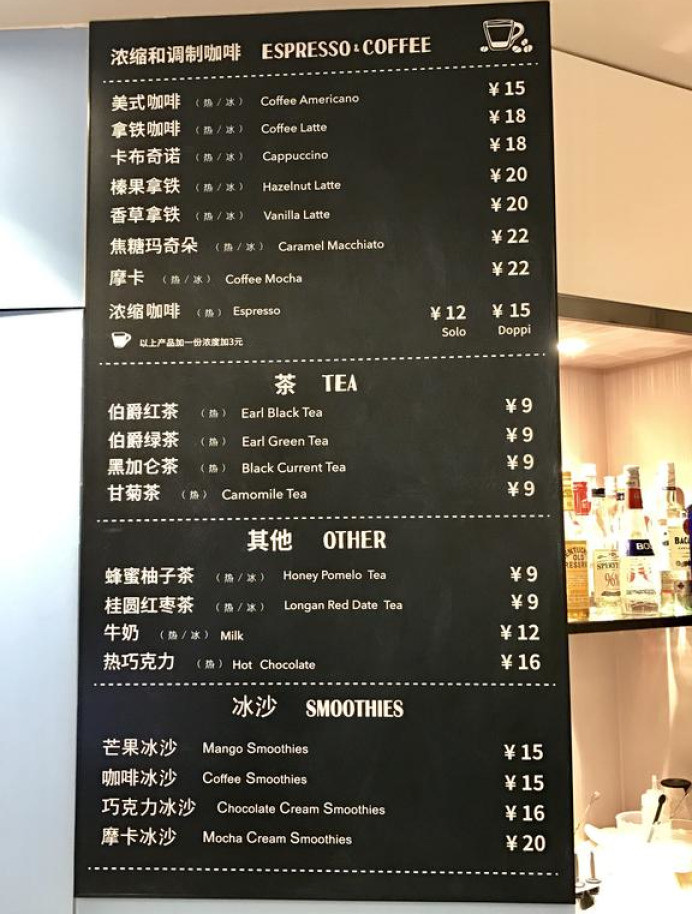 浓缩和调制咖啡 ESPRESSO & COFFEE
美式咖啡 （热/冰） Coffee Americano ¥15
拿铁咖啡 （热/冰） Coffee Latte ¥18
卡布奇诺 （热/冰） Cappuccino ¥18
榛果拿铁 （热/冰） Hazelnut Latte ¥20
香草拿铁 （热/冰） Vanilla Latte ¥20
焦糖玛奇朵 （热/冰） Caramel Macchiato ¥22
摩卡 （热/冰） Coffee Mocha ¥22
浓缩咖啡 （热） Espresso ¥12 ¥15
Solo Doppi
以上产品加一份浓度加3元
茶 TEA
伯爵红茶 （热） Earl Black Tea ¥9
伯爵绿茶 （热） Earl Green Tea ¥9
黑加仑茶 （热） Black Current Tea ¥9
甘菊茶 （热） Camomile Tea ¥9
其他 OTHER
蜂蜜柚子茶 （热/冰） Honey Pomelo Tea ¥9
桂圆红枣茶 （热/冰） Longan Red Date Tea ¥9
牛奶 （热/冰） Milk ¥12
热巧克力 （热） Hot Chocolate ¥16
冰沙 SMOOTHIES
芒果冰沙 Mango Smoothies ¥15
咖啡冰沙 Coffee Smoothies ¥15
巧克力冰沙 Chocolate Cream Smoothies ¥16
摩卡冰沙 Mocha Cream Smoothies ¥20